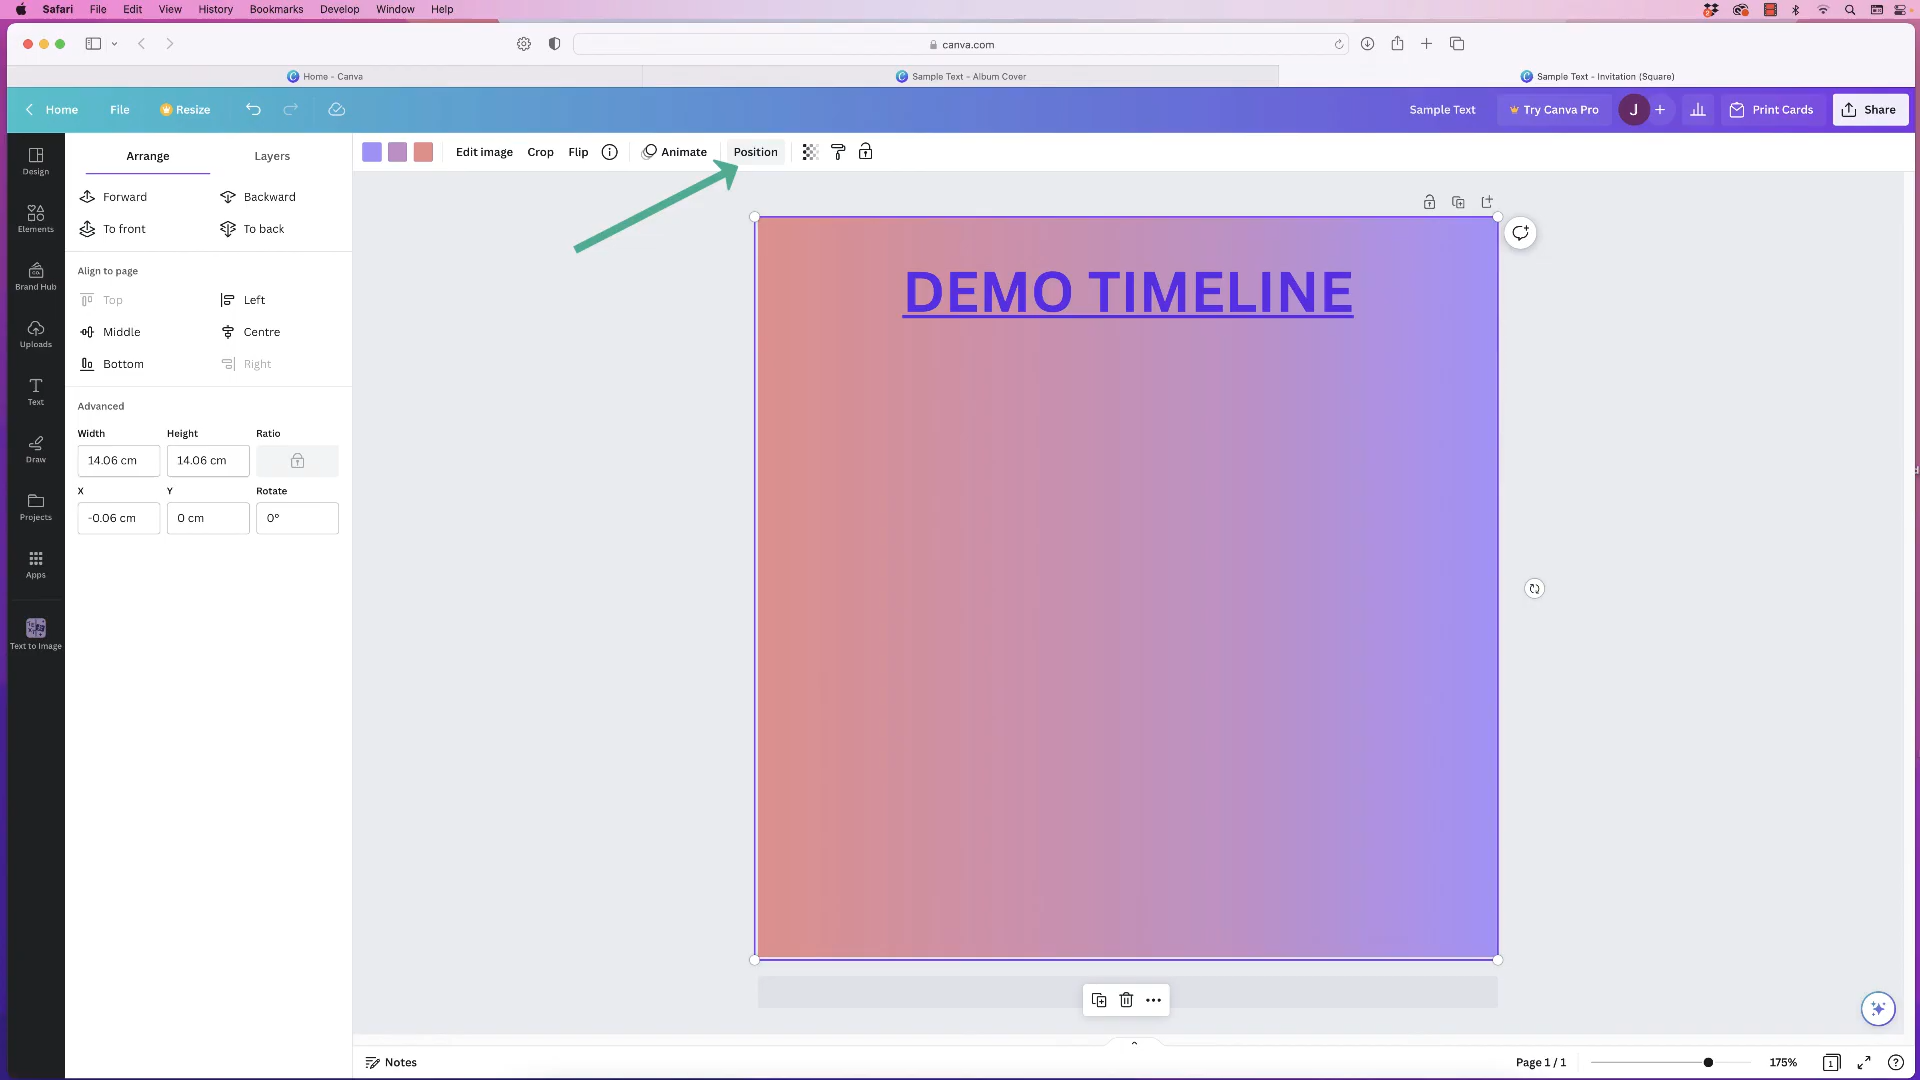 Safari File Edit View History Bookmarks Develop Window Help
canva.com
Home - Canva
Sample Text - Album Cover
Sample Text - Invitation (Square)
Home File Resize
Sample Text Try Canva Pro J + Print Cards Share
Arrange Layers
Edit image Crop Flip Animate Position
Design
Elements
Brand Hub
Uploads
Text
Draw
Projects
Apps
Text to Image
Forward Backward
To front To back
Align to page
Top Left
Middle Centre
Bottom Right
Advanced
Width Height Ratio
14.06 cm 14.06 cm
X Y Rotate
-0.06 cm 0 cm 0°
DEMO TIMELINE
Notes
Page 1 / 1 175% 1 ?